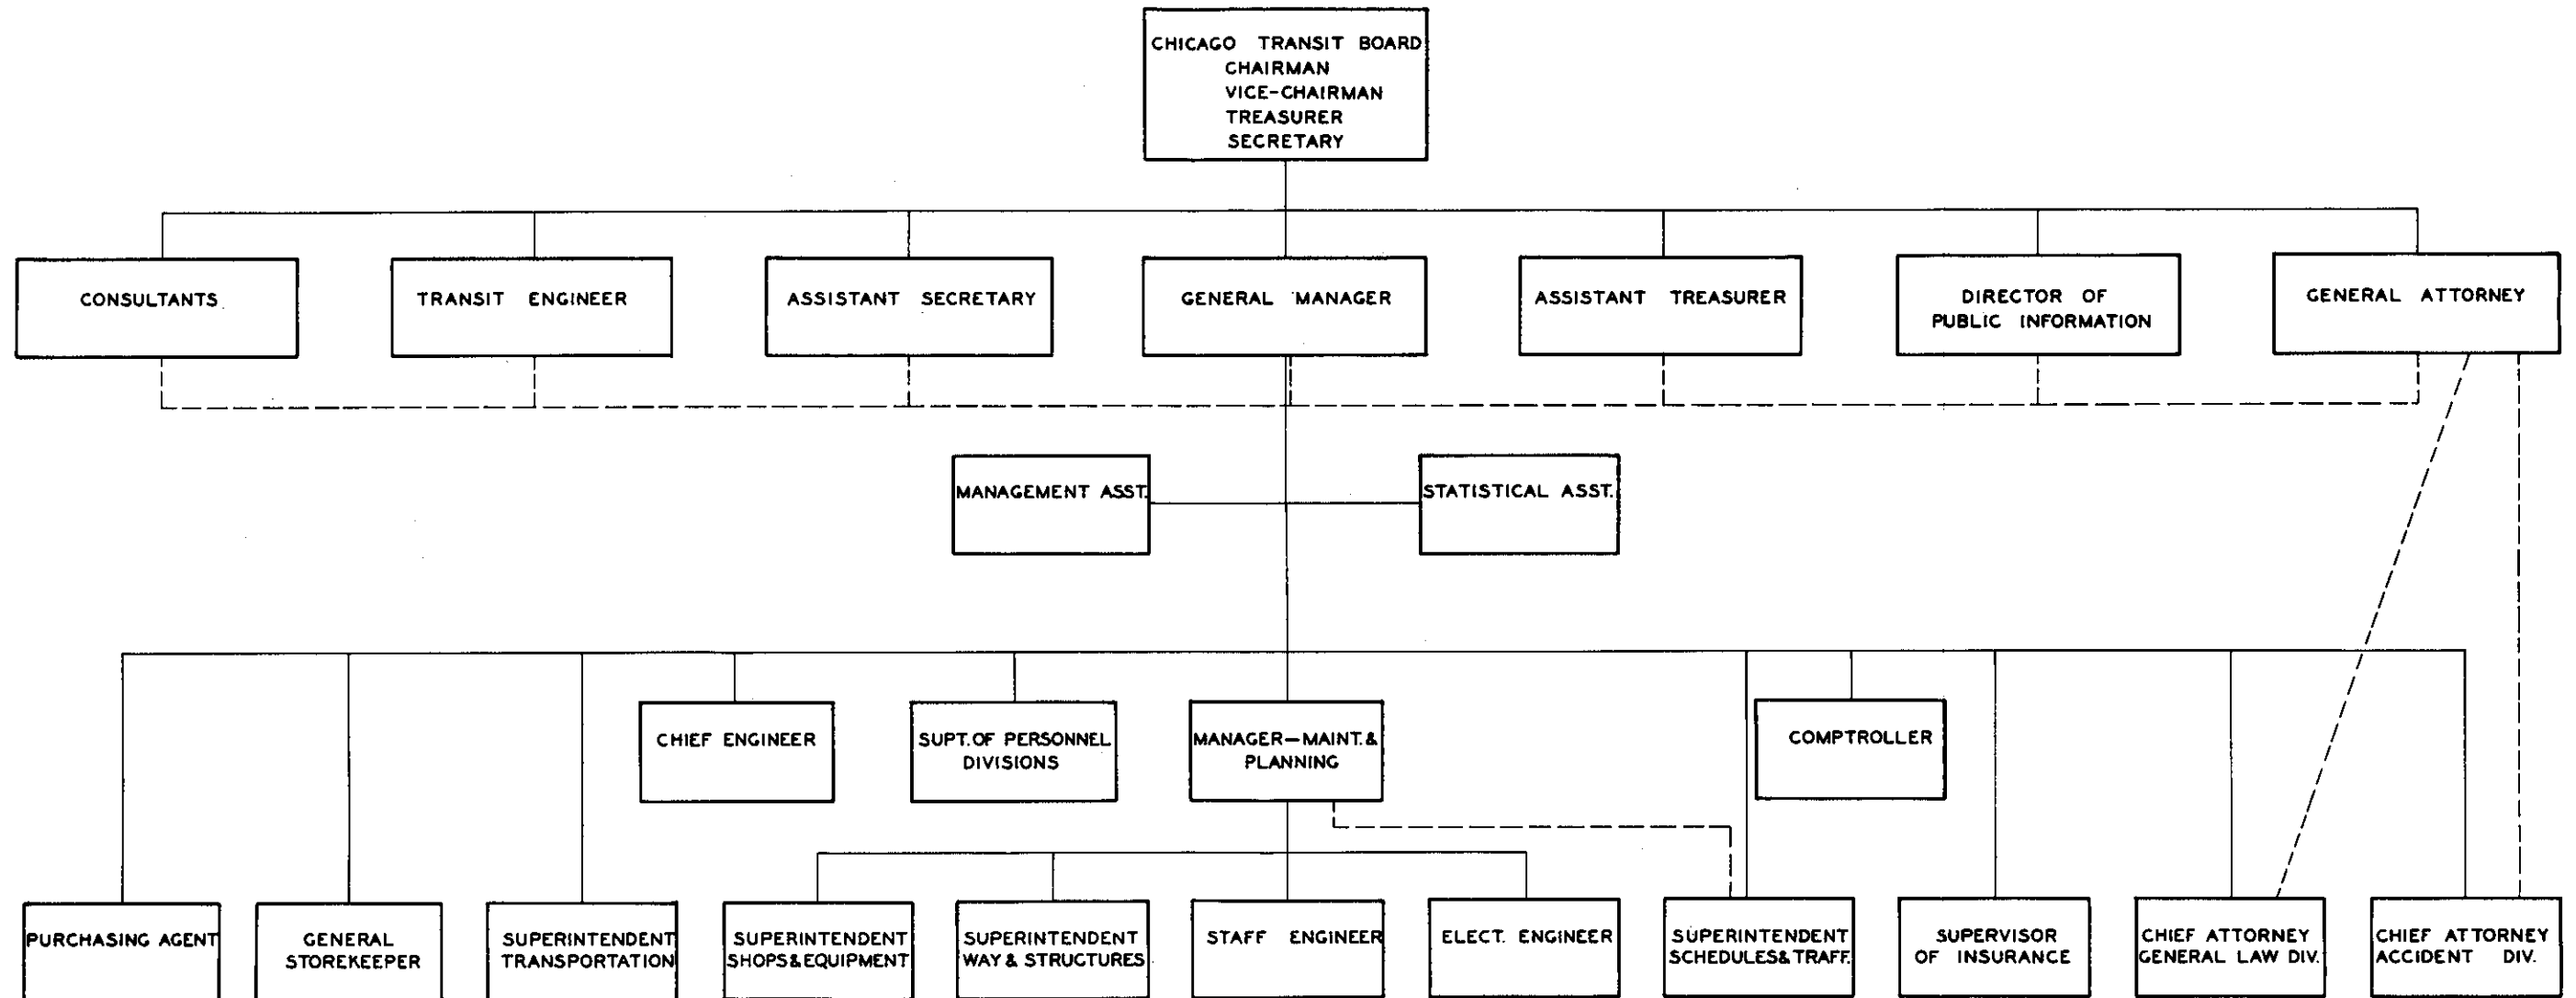 CHICAGO TRANSIT BOARD
CHAIRMAN
VICE-CHAIRMAN
TREASURER
SECRETARY
CONSULTANTS
TRANSIT ENGINEER
ASSISTANT SECRETARY
GENERAL MANAGER
ASSISTANT TREASURER
DIRECTOR OF
PUBLIC INFORMATION
GENERAL ATTORNEY
MANAGEMENT ASST.
STATISTICAL ASST.
CHIEF ENGINEER
SUPT. OF PERSONNEL
DIVISIONS
MANAGER—MAINT. &
PLANNING
COMPTROLLER
PURCHASING AGENT
GENERAL
STOREKEEPER
SUPERINTENDENT
TRANSPORTATION
SUPERINTENDENT
SHOPS & EQUIPMENT
SUPERINTENDENT
WAY & STRUCTURES
STAFF ENGINEER
ELECT. ENGINEER
SUPERINTENDENT
SCHEDULES & TRAFF.
SUPERVISOR
OF INSURANCE
CHIEF ATTORNEY
GENERAL LAW DIV.
CHIEF ATTORNEY
ACCIDENT DIV.